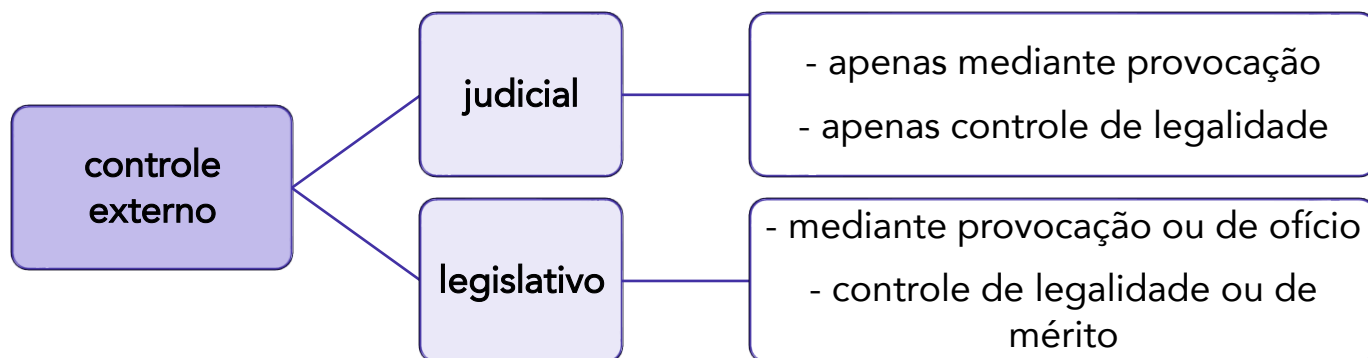 controle
externo
judicial
- apenas mediante provocação
- apenas controle de legalidade
legislativo
- mediante provocação ou de ofício
- controle de legalidade ou de
mérito